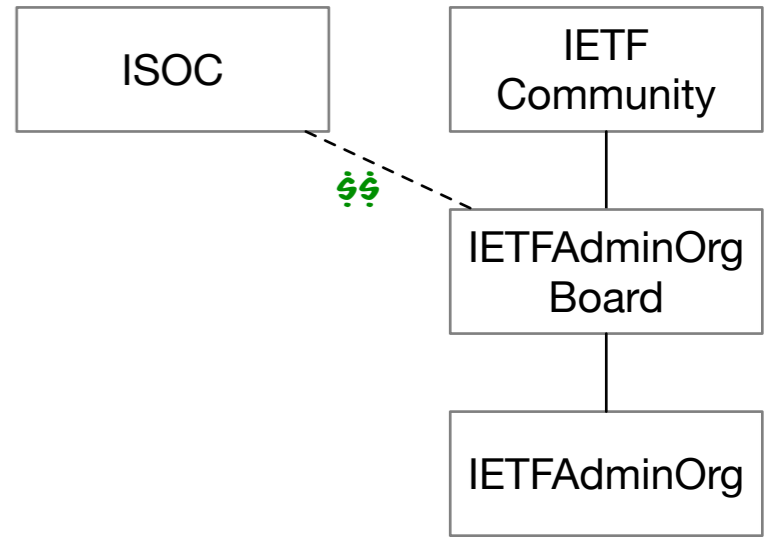 ISOC
IETF
Community
$$
IETFAdminOrg
Board
IETFAdminOrg